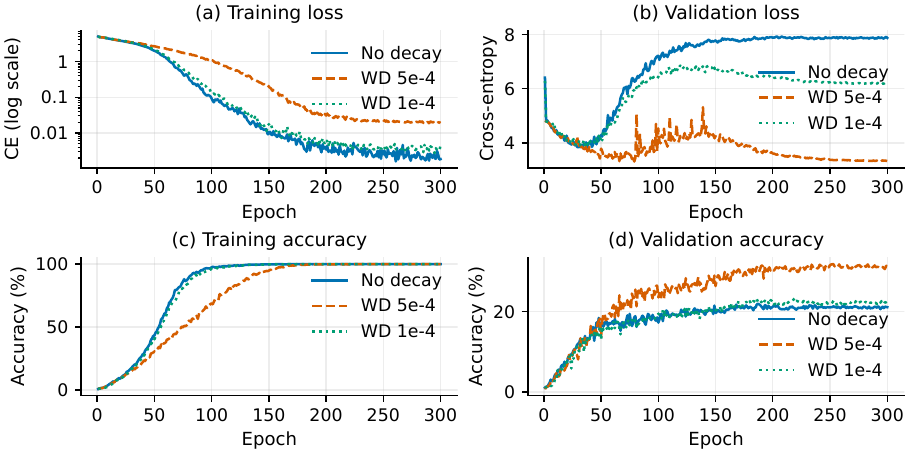 (a) Training loss
CE (log scale)
1
0.1
0.01
No decay
WD 5e-4
WD 1e-4
0 50 100 150 200 250 300
Epoch
(b) Validation loss
Cross-entropy
8
6
4
No decay
WD 5e-4
WD 1e-4
0 50 100 150 200 250 300
Epoch
(c) Training accuracy
Accuracy (%)
100
50
0
No decay
WD 5e-4
WD 1e-4
0 50 100 150 200 250 300
Epoch
(d) Validation accuracy
Accuracy (%)
20
0
No decay
WD 5e-4
WD 1e-4
0 50 100 150 200 250 300
Epoch